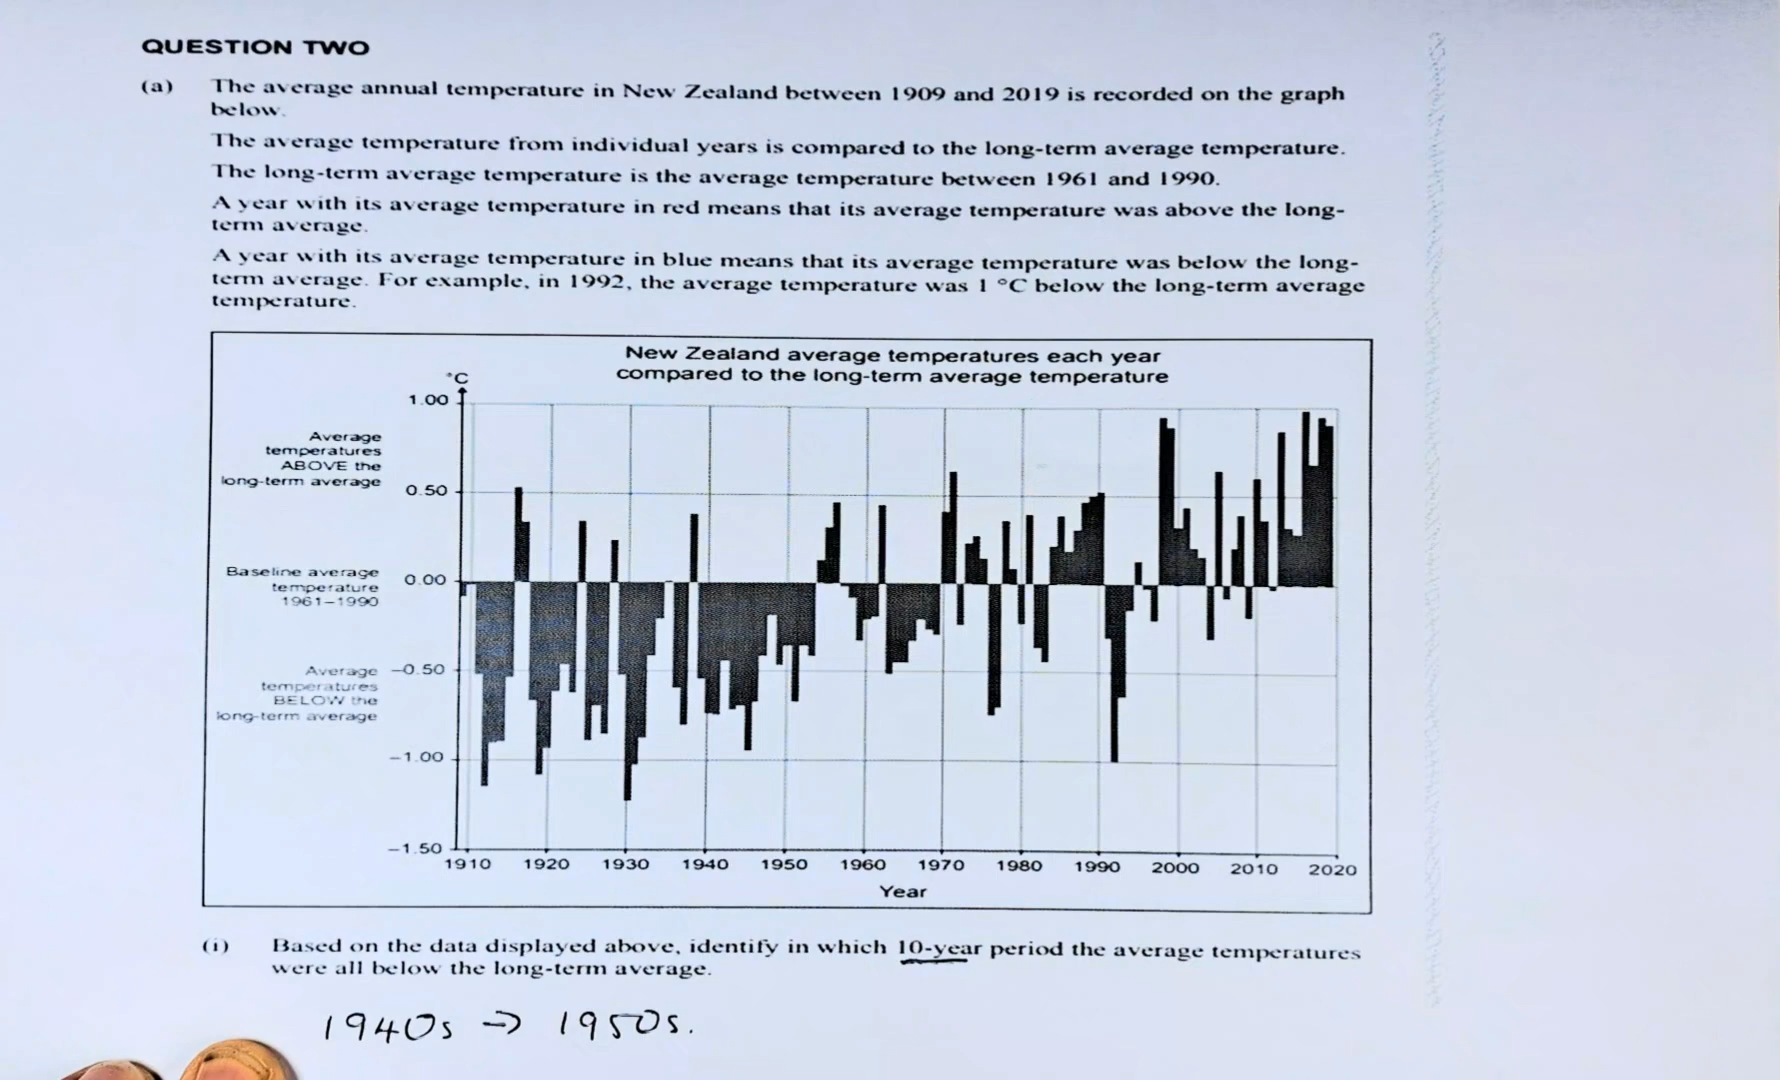 QUESTION TWO
(a) The average annual temperature in New Zealand between 1909 and 2019 is recorded on the graph
below.
The average temperature from individual years is compared to the long-term average temperature.
The long-term average temperature is the average temperature between 1961 and 1990.
A year with its average temperature in red means that its average temperature was above the long-
term average.
A year with its average temperature in blue means that its average temperature was below the long-
term average. For example, in 1992, the average temperature was 1 °C below the long-term average
temperature.
New Zealand average temperatures each year
compared to the long-term average temperature
°C
1.00
Average
temperatures
ABOVE the
long-term average
0.50
Baseline average
temperature
1961–1990
0.00
Average
temperatures
BELOW the
long-term average
–0.50
–1.00
–1.50
1910 1920 1930 1940 1950 1960 1970 1980 1990 2000 2010 2020
Year
(i) Based on the data displayed above, identify in which 10-year period the average temperatures
were all below the long-term average.
1940s → 1950s.